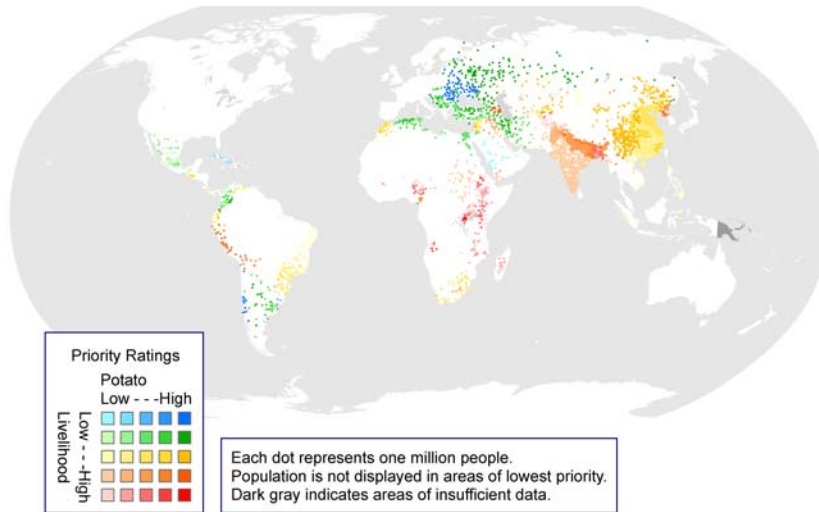 Priority Ratings
Potato
Low - - -High
Livelihood
Low - - -High
Each dot represents one million people.
Population is not displayed in areas of lowest priority.
Dark gray indicates areas of insufficient data.